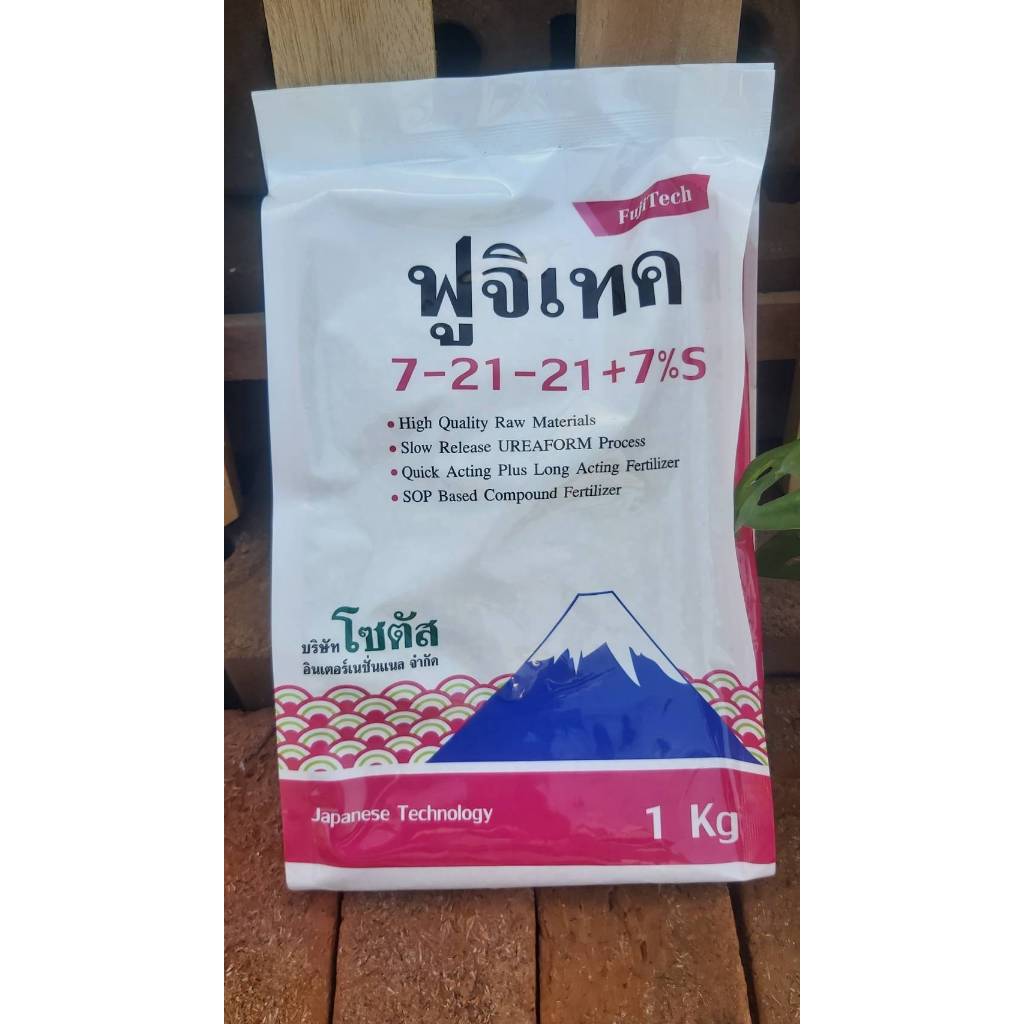 FujiTech
ฟูจิเทค
7-21-21+7%S
• High Quality Raw Materials
• Slow Release UREAFORM Process
• Quick Acting Plus Long Acting Fertilizer
• SOP Based Compound Fertilizer
บริษัท โซตัส
อินเตอร์เนชั่นแนล จำกัด
Japanese Technology
1 Kg